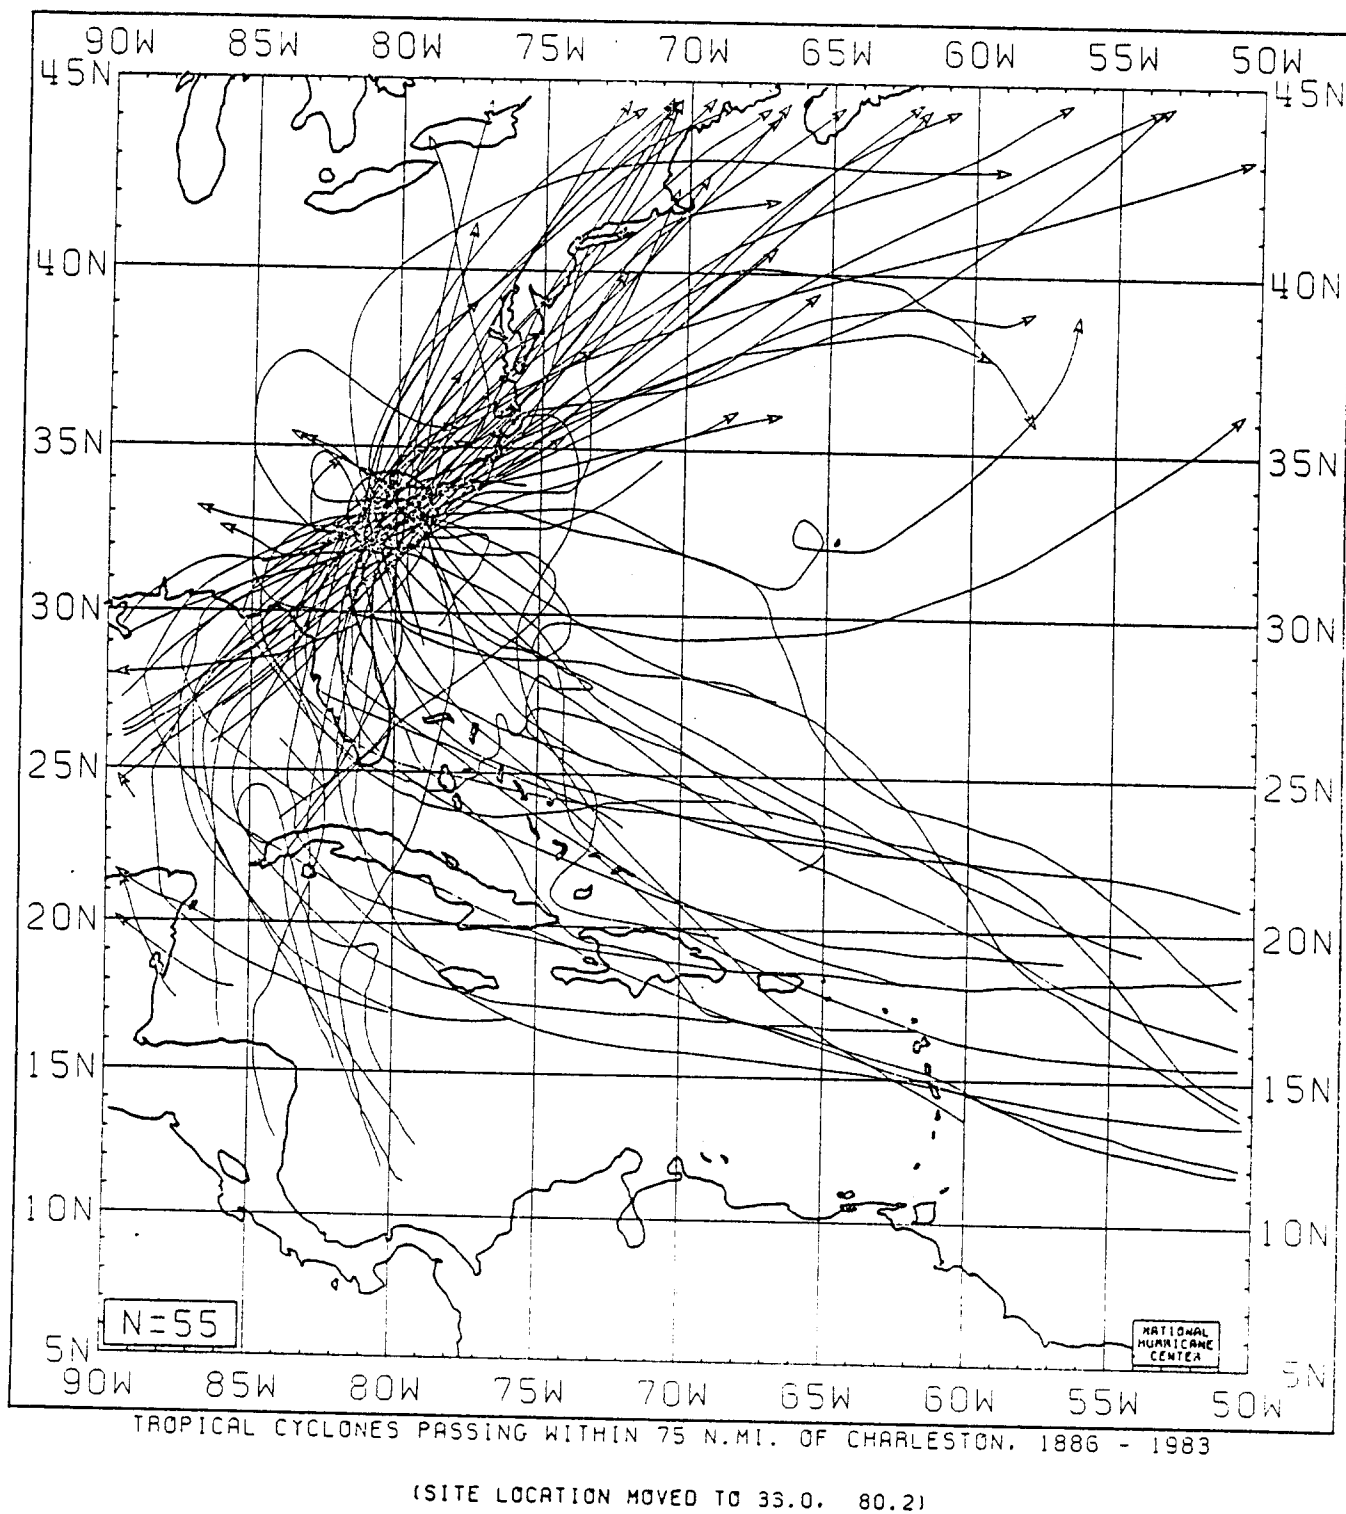 90W 85W 80W 75W 70W 65W 60W 55W 50W
45N 45N
40N 40N
35N 35N
30N 30N
25N 25N
20N 20N
15N 15N
10N 10N
N=55
NATIONAL
HURRICANE
CENTER
5N 5N
90W 85W 80W 75W 70W 65W 60W 55W 50W
TROPICAL CYCLONES PASSING WITHIN 75 N.MI. OF CHARLESTON. 1886 - 1983
(SITE LOCATION MOVED TO 33.0. 80.2)